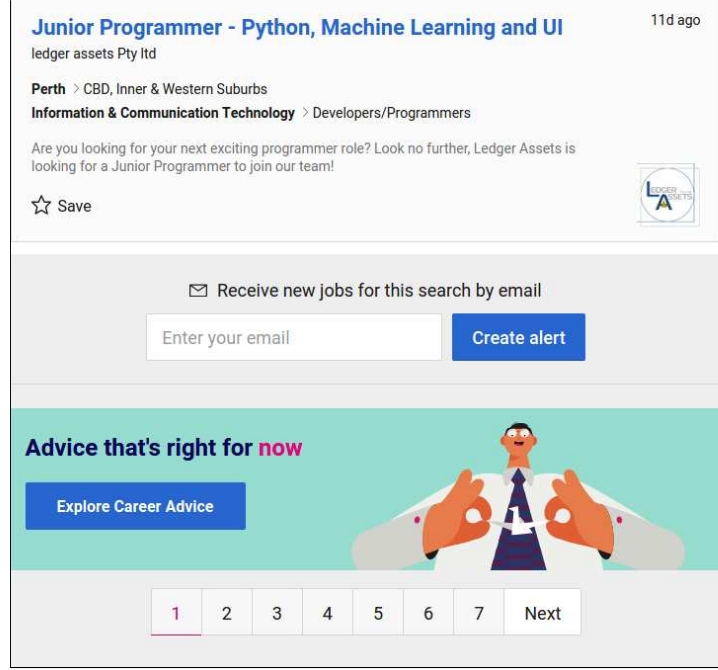 Junior Programmer - Python, Machine Learning and UI
11d ago
ledger assets Pty ltd
Perth > CBD, Inner & Western Suburbs
Information & Communication Technology > Developers/Programmers
Are you looking for your next exciting programmer role? Look no further, Ledger Assets is
looking for a Junior Programmer to join our team!
Save
LEDGER
ASSETS
Receive new jobs for this search by email
Enter your email
Create alert
Advice that's right for now
Explore Career Advice
1 2 3 4 5 6 7 Next